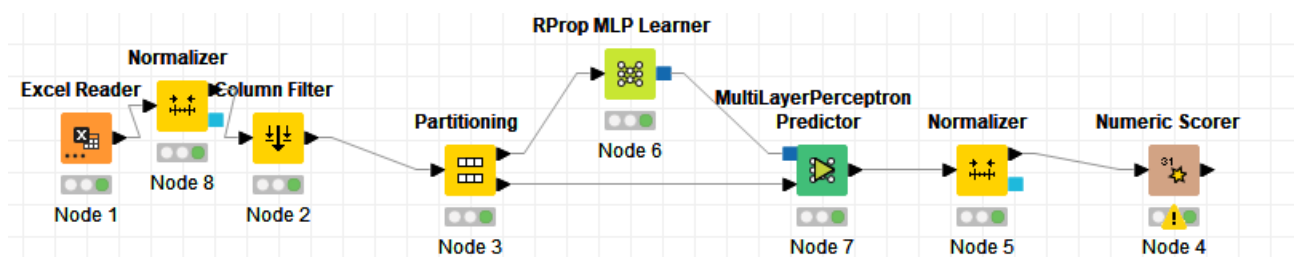 RProp MLP Learner
Normalizer
Excel Reader
Column Filter
Node 8
Node 1
Node 2
Partitioning
Node 3
Node 6
MultiLayerPerceptron
Predictor
Node 7
Normalizer
Node 5
Numeric Scorer
31
Node 4